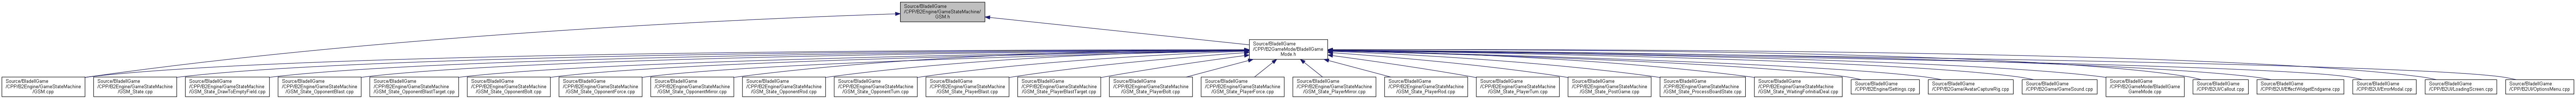 Source/BladeIIGame
/CPP/B2Engine/GameStateMachine/
GSM.h
Source/BladeIIGame
/CPP/B2GameMode/BladeIIGame
Mode.h
Source/BladeIIGame
/CPP/B2Engine/GameStateMachine
/GSM.cpp
Source/BladeIIGame
/CPP/B2Engine/GameStateMachine
/GSM_State.cpp
Source/BladeIIGame
/CPP/B2Engine/GameStateMachine
/GSM_State_DrawToEmptyField.cpp
Source/BladeIIGame
/CPP/B2Engine/GameStateMachine
/GSM_State_OpponentBlast.cpp
Source/BladeIIGame
/CPP/B2Engine/GameStateMachine
/GSM_State_OpponentBlastTarget.cpp
Source/BladeIIGame
/CPP/B2Engine/GameStateMachine
/GSM_State_OpponentBolt.cpp
Source/BladeIIGame
/CPP/B2Engine/GameStateMachine
/GSM_State_OpponentForce.cpp
Source/BladeIIGame
/CPP/B2Engine/GameStateMachine
/GSM_State_OpponentMirror.cpp
Source/BladeIIGame
/CPP/B2Engine/GameStateMachine
/GSM_State_OpponentRod.cpp
Source/BladeIIGame
/CPP/B2Engine/GameStateMachine
/GSM_State_OpponentTurn.cpp
Source/BladeIIGame
/CPP/B2Engine/GameStateMachine
/GSM_State_PlayerBlast.cpp
Source/BladeIIGame
/CPP/B2Engine/GameStateMachine
/GSM_State_PlayerBlastTarget.cpp
Source/BladeIIGame
/CPP/B2Engine/GameStateMachine
/GSM_State_PlayerBolt.cpp
Source/BladeIIGame
/CPP/B2Engine/GameStateMachine
/GSM_State_PlayerForce.cpp
Source/BladeIIGame
/CPP/B2Engine/GameStateMachine
/GSM_State_PlayerMirror.cpp
Source/BladeIIGame
/CPP/B2Engine/GameStateMachine
/GSM_State_PlayerRod.cpp
Source/BladeIIGame
/CPP/B2Engine/GameStateMachine
/GSM_State_PlayerTurn.cpp
Source/BladeIIGame
/CPP/B2Engine/GameStateMachine
/GSM_State_PostGame.cpp
Source/BladeIIGame
/CPP/B2Engine/GameStateMachine
/GSM_State_ProcessBoardState.cpp
Source/BladeIIGame
/CPP/B2Engine/GameStateMachine
/GSM_State_WaitingForInitialDeal.cpp
Source/BladeIIGame
/CPP/B2Engine/Settings.cpp
Source/BladeIIGame
/CPP/B2Game/AvatarCaptureRig.cpp
Source/BladeIIGame
/CPP/B2Game/GameSound.cpp
Source/BladeIIGame
/CPP/B2GameMode/BladeIIGame
GameMode.cpp
Source/BladeIIGame
/CPP/B2UI/Callout.cpp
Source/BladeIIGame
/CPP/B2UI/EffectWidgetEndgame.cpp
Source/BladeIIGame
/CPP/B2UI/ErrorModal.cpp
Source/BladeIIGame
/CPP/B2UI/LoadingScreen.cpp
Source/BladeIIGame
/CPP/B2UI/OptionsMenu.cpp